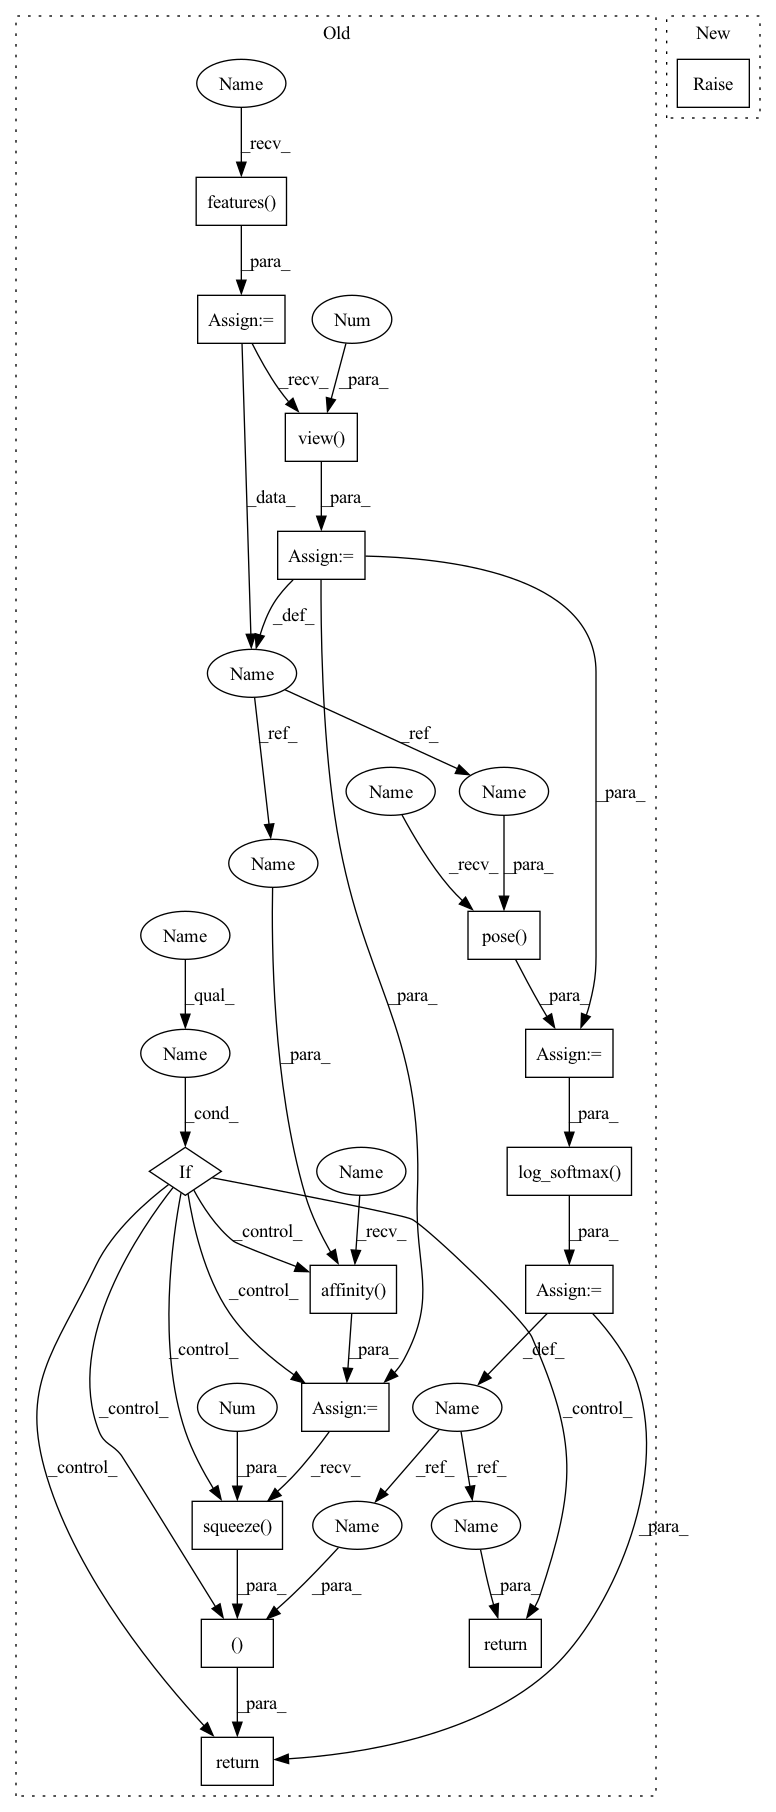 Old
New
Name
Raise
_recv_
features()
_para_
Assign:=
Num
_recv_
_para_
view()
_data_
_para_
Assign:=
_def_
Name
_ref_
_ref_
Name
Name
_para_
Name
_recv_
_para_
Name
pose()
_qual_
_para_
_para_
Name
_para_
Assign:=
_cond_
_para_
If
Name
log_softmax()
_control_
_recv_
_para_
affinity()
Assign:=
_control_
_para_
_control_
_def_
Num
Assign:=
Name
_control_
_control_
_control_
_para_
_recv_
_ref_
_ref_
squeeze()
Name
Name
_para_
_para_
_para_
_para_
()
return
_para_
return